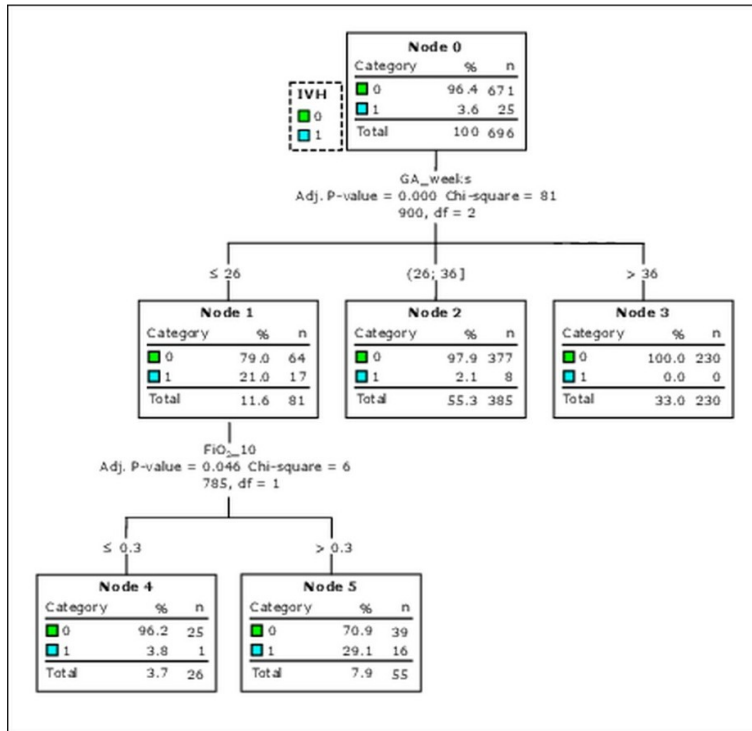 Node 0
Category % n
0 96.4 671
1 3.6 25
Total 100 696
IVH
0
1
GA_weeks
Adj. P-value = 0.000 Chi-square = 81
900, df = 2
≤ 26
(26; 36]
> 36
Node 1
Category % n
0 79.0 64
1 21.0 17
Total 11.6 81
Node 2
Category % n
0 97.9 377
1 2.1 8
Total 55.3 385
Node 3
Category % n
0 100.0 230
1 0.0 0
Total 33.0 230
FiO₂_10
Adj. P-value = 0.046 Chi-square = 6
785, df = 1
≤ 0.3
> 0.3
Node 4
Category % n
0 96.2 25
1 3.8 1
Total 3.7 26
Node 5
Category % n
0 70.9 39
1 29.1 16
Total 7.9 55